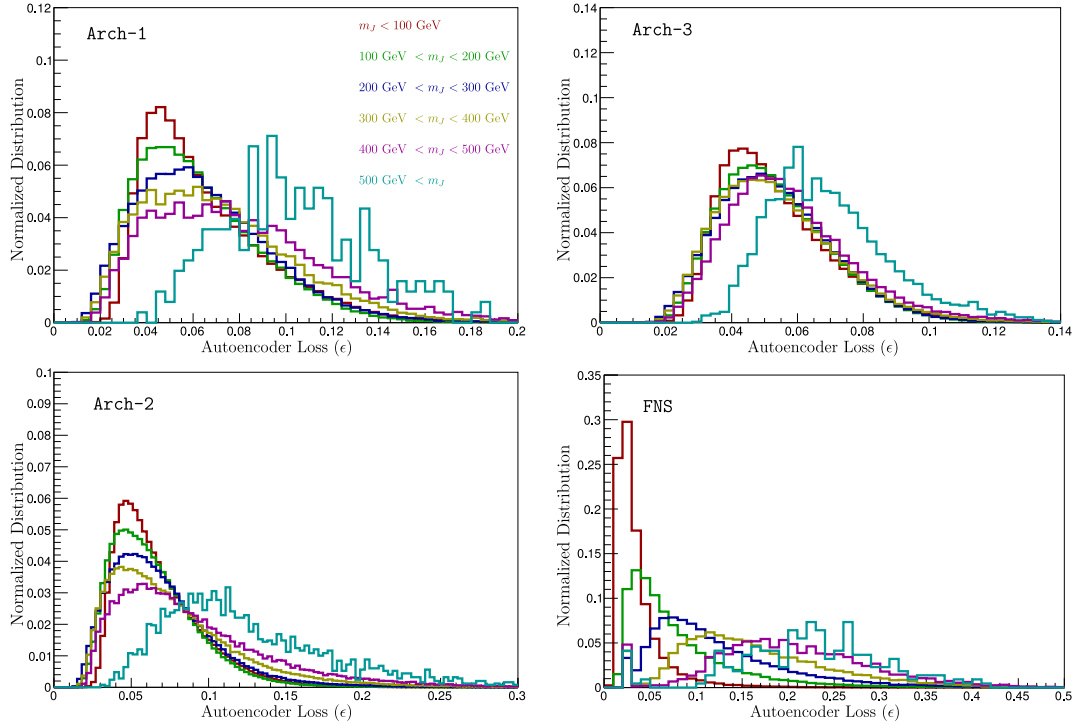 Arch-1
Normalized Distribution
0.12
0.1
0.08
0.06
0.04
0.02
0
0 0.02 0.04 0.06 0.08 0.1 0.12 0.14 0.16 0.18 0.2
Autoencoder Loss (ϵ)
m_J < 100 GeV
100 GeV < m_J < 200 GeV
200 GeV < m_J < 300 GeV
300 GeV < m_J < 400 GeV
400 GeV < m_J < 500 GeV
500 GeV < m_J
Arch-3
Normalized Distribution
0.14
0.12
0.1
0.08
0.06
0.04
0.02
0
0 0.02 0.04 0.06 0.08 0.1 0.12 0.14
Autoencoder Loss (ϵ)
Arch-2
Normalized Distribution
0.1
0.09
0.08
0.07
0.06
0.05
0.04
0.03
0.02
0.01
0
0 0.05 0.1 0.15 0.2 0.25 0.3
Autoencoder Loss (ϵ)
FNS
Normalized Distribution
0.35
0.3
0.25
0.2
0.15
0.1
0.05
0
0 0.05 0.1 0.15 0.2 0.25 0.3 0.35 0.4 0.45 0.5
Autoencoder Loss (ϵ)